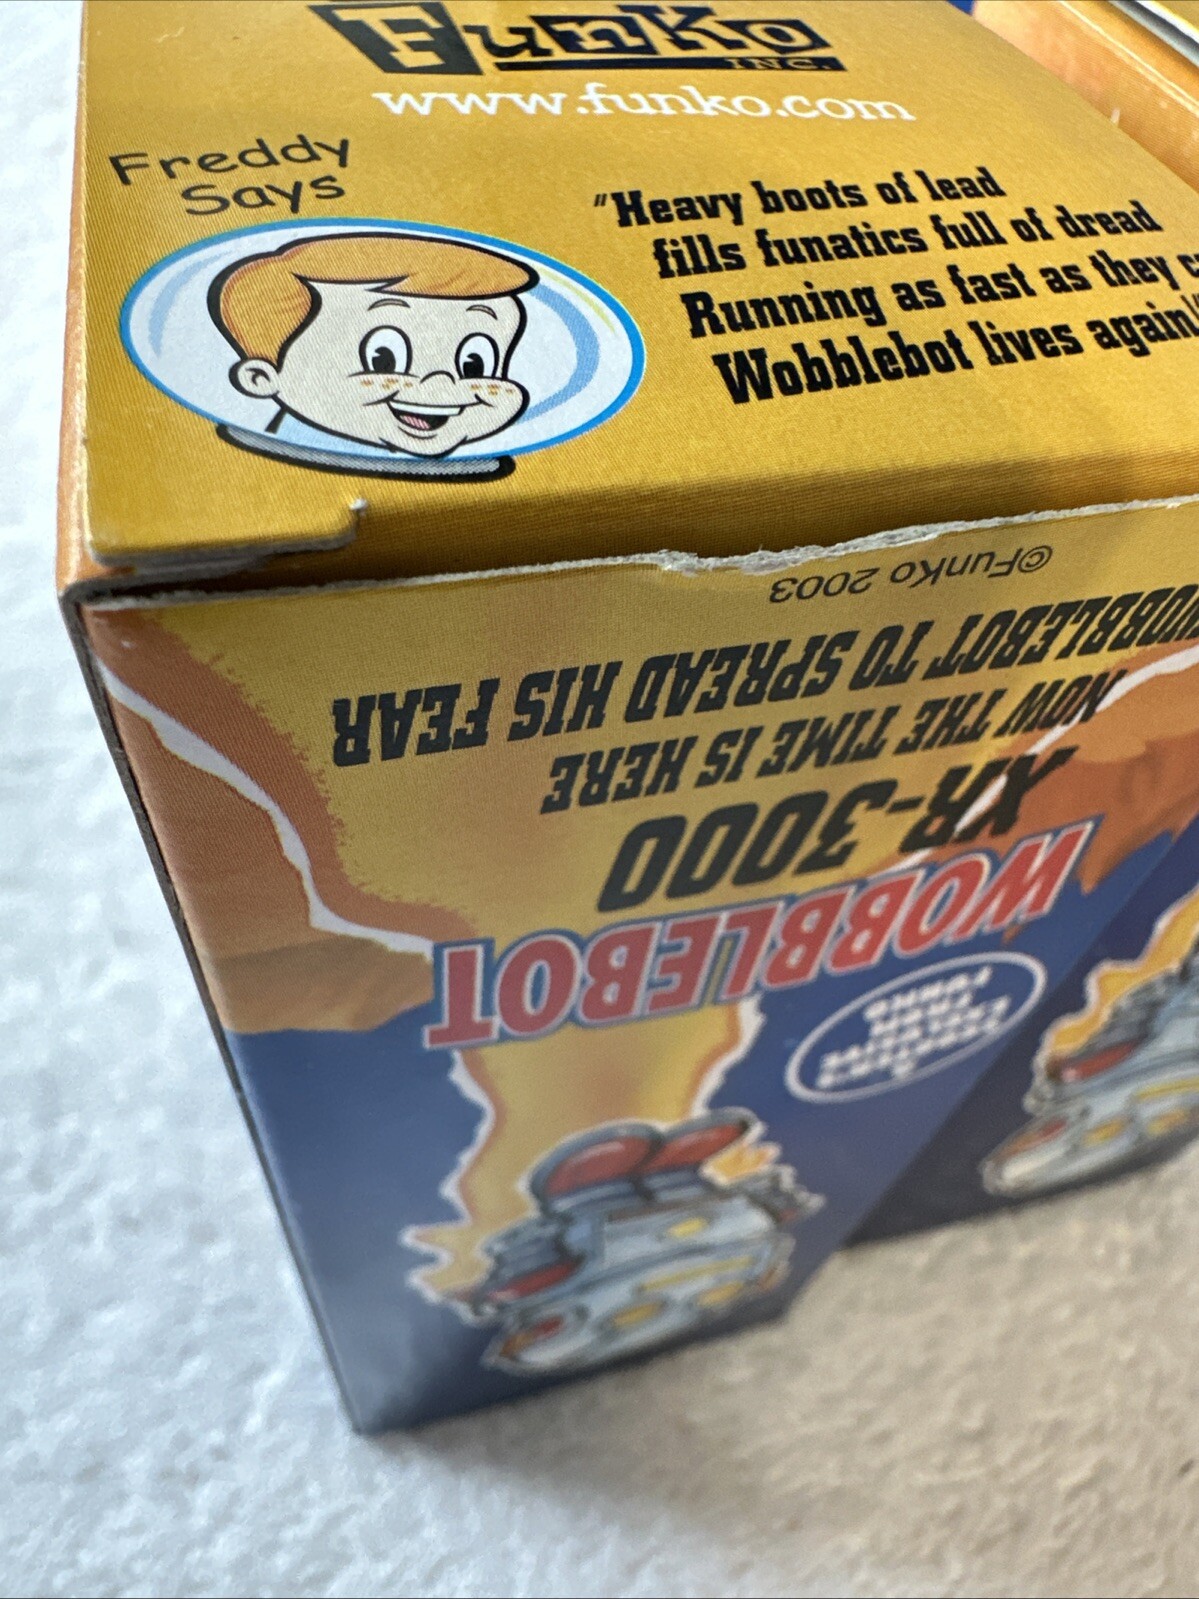 Funko
INC.
www.funko.com
Freddy
Says
"Heavy boots of lead
fills funatics full of dread
Running as fast as they
Wobblebot lives again!
©FunKo 2003
WOBBLEBOT TO SPREAD HIS FEAR
NOW THE TIME IS HERE
XR-3000
WOBBLEBOT
FUNKO